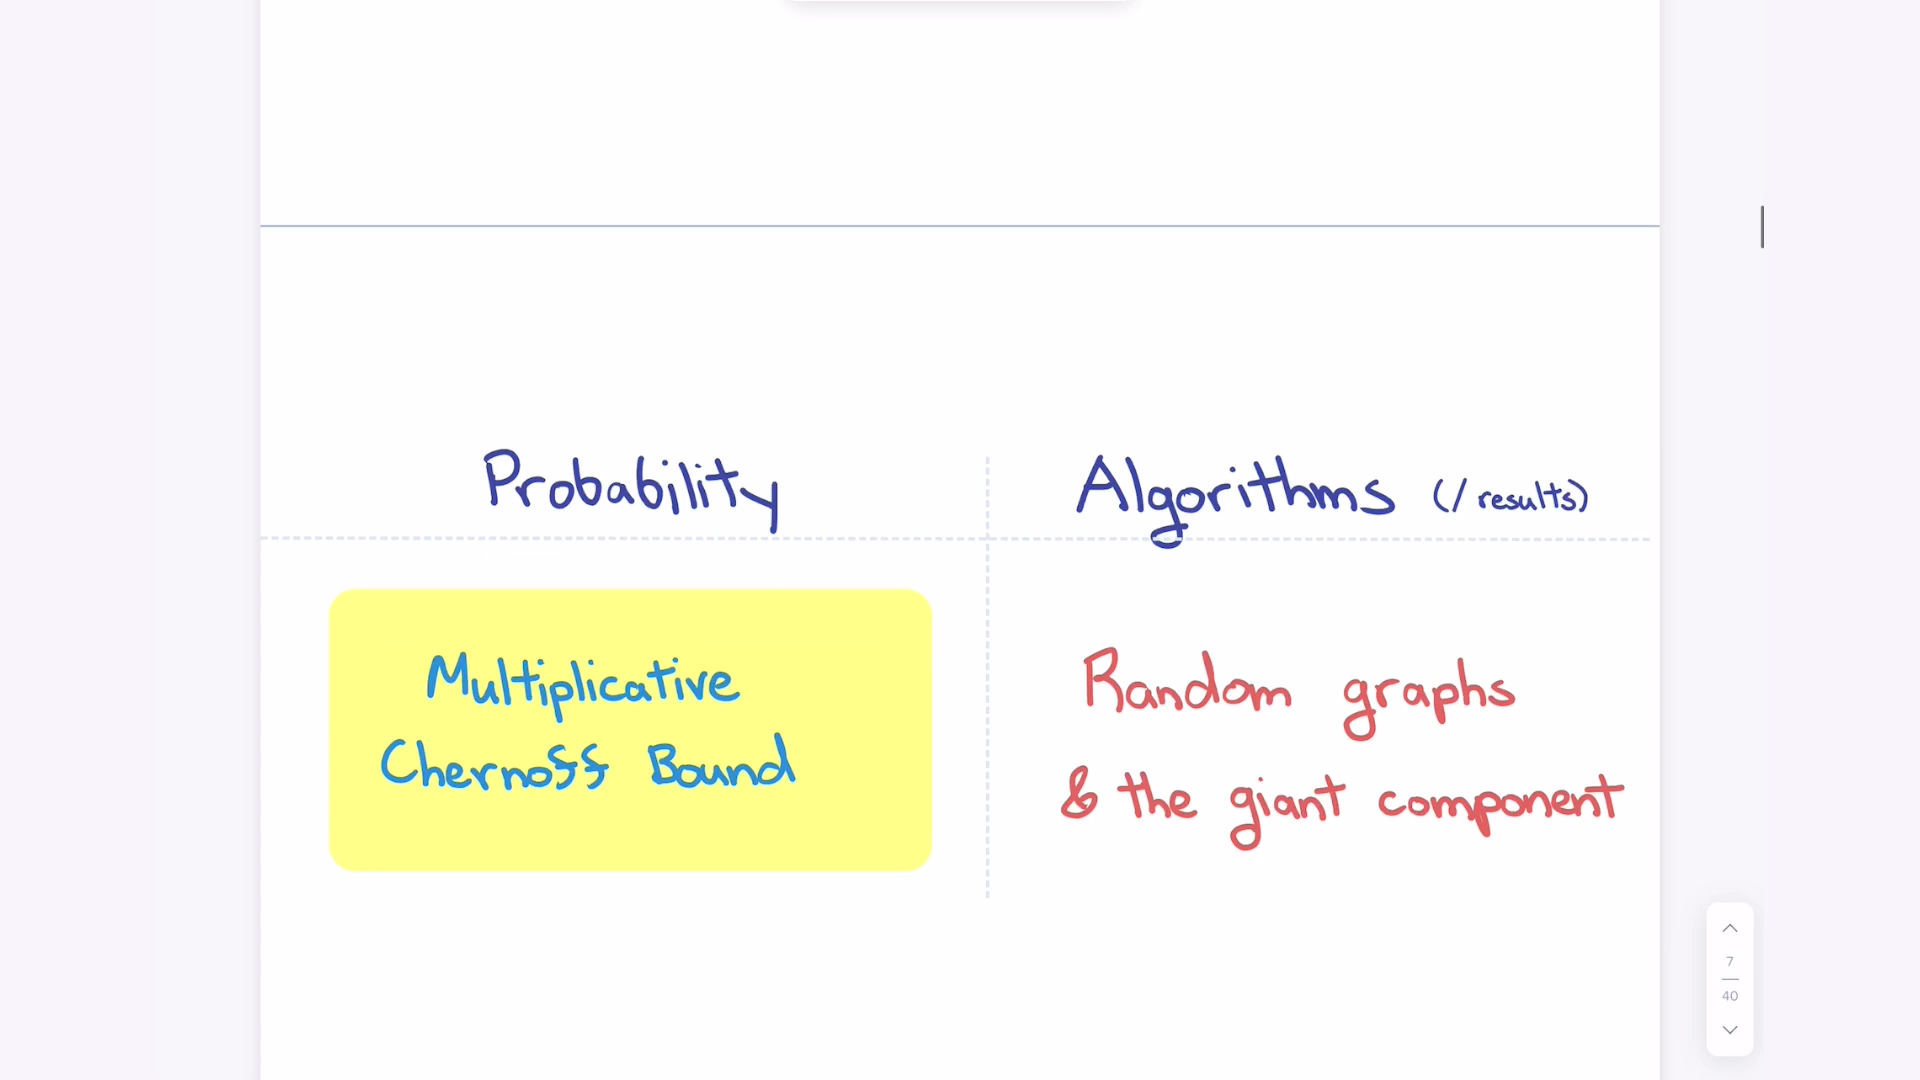 Probability
Algorithms (/ results)
Multiplicative
Chernoff Bound
Random graphs
& the giant component
7
40